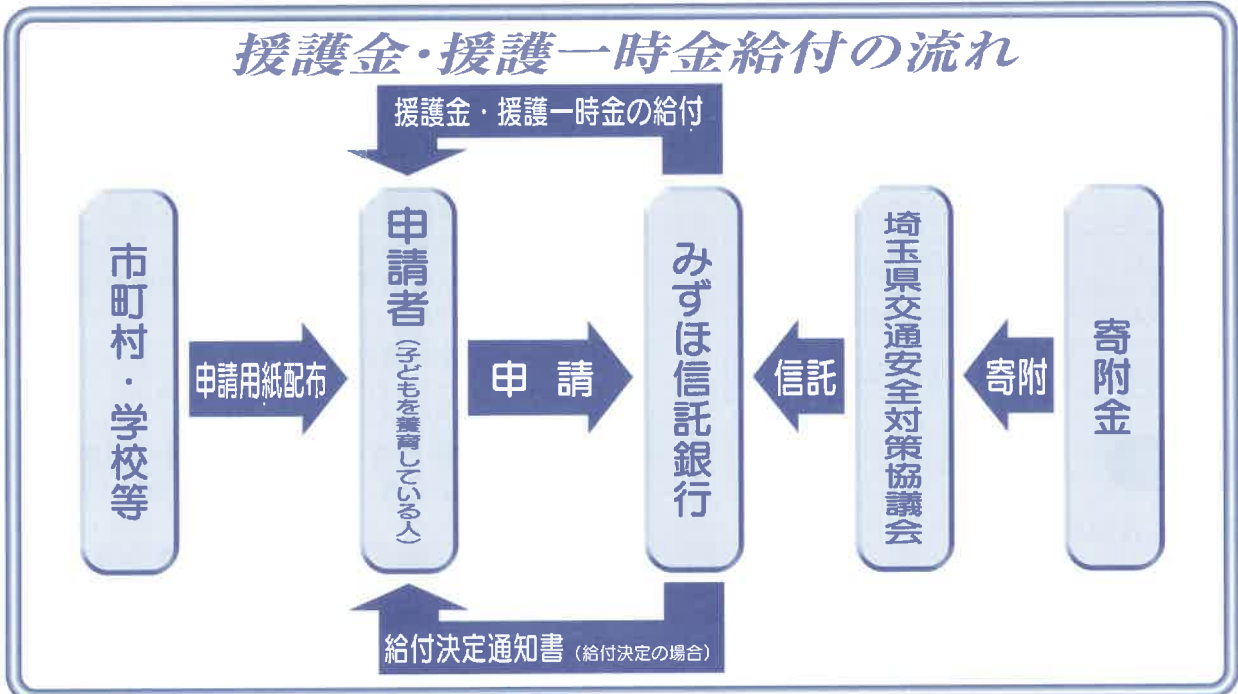 援護金・援護一時金給付の流れ
援護金・援護一時金の給付
市町村・学校等
申請用紙配布
申請者(子どもを養育している人)
申請
みずほ信託銀行
信託
埼玉県交通安全対策協議会
寄附
寄附金
給付決定通知書(給付決定の場合)